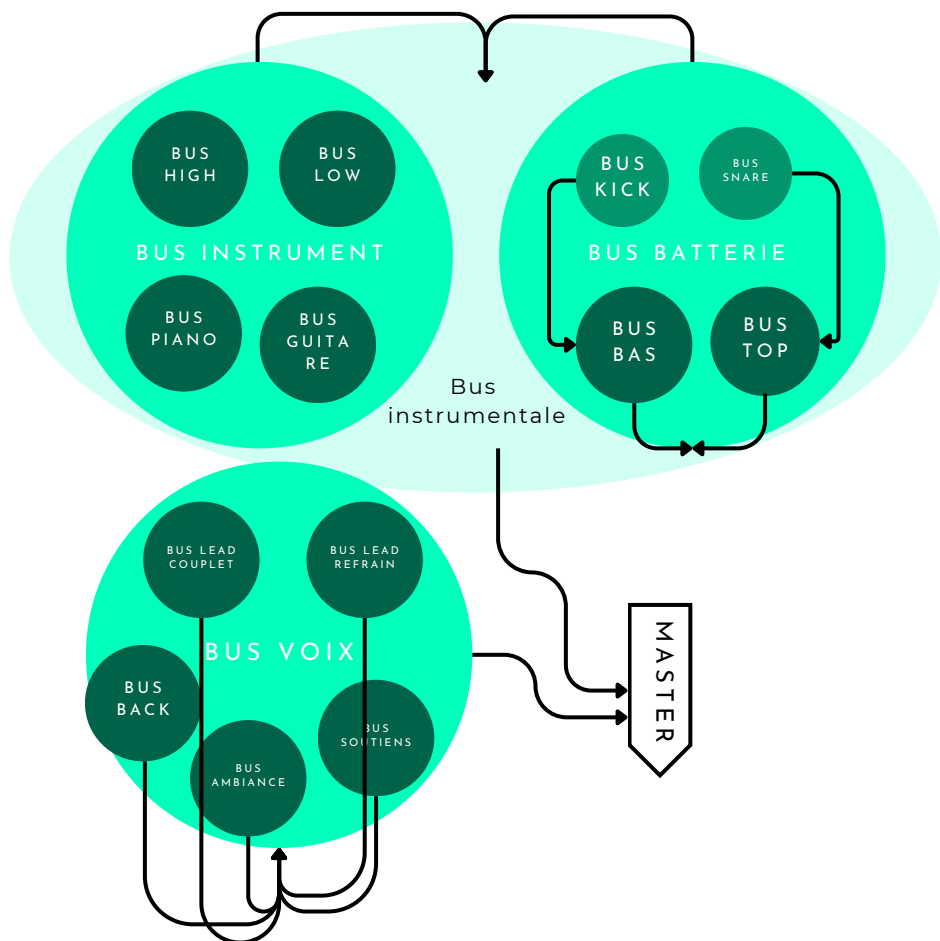 BUS
HIGH
BUS
LOW
BUS INSTRUMENT
BUS
PIANO
BUS
GUITA
RE
BUS
KICK
BUS
SNARE
BUS BATTERIE
BUS
BAS
BUS
TOP
Bus
instrumentale
BUS LEAD
COUPLET
BUS LEAD
REFRAIN
BUS VOIX
BUS
BACK
BUS
AMBIANCE
BUS
SOUTIENS
MASTER